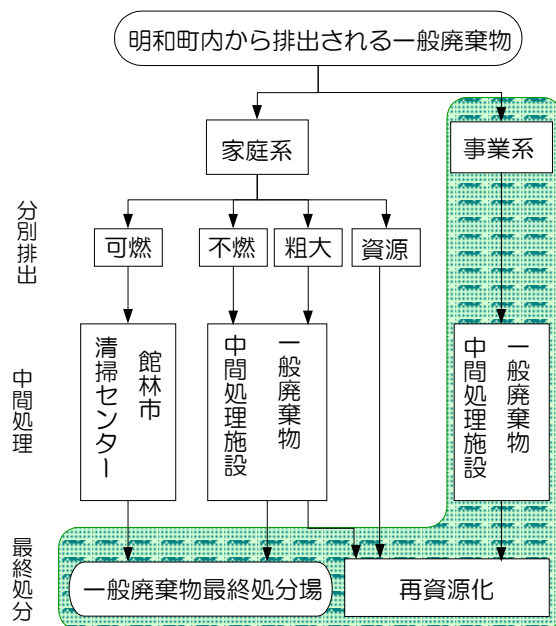 明和町内から排出される一般廃棄物
家庭系
事業系
分別排出
可燃
不燃
粗大
資源
中間処理
館林市
清掃センター
一般廃棄物
中間処理施設
一般廃棄物
中間処理施設
最終処分
一般廃棄物最終処分場
再資源化